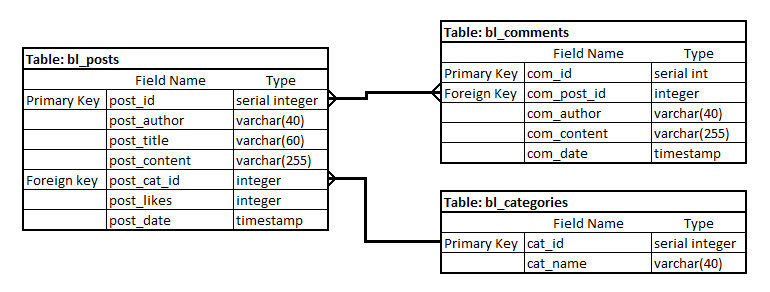 Table: bl_posts
Field Name Type
Primary Key post_id serial integer
post_author varchar(40)
post_title varchar(60)
post_content varchar(255)
Foreign key post_cat_id integer
post_likes integer
post_date timestamp
Table: bl_comments
Field Name Type
Primary Key com_id serial int
Foreign Key com_post_id integer
com_author varchar(40)
com_content varchar(255)
com_date timestamp
Table: bl_categories
Field Name Type
Primary Key cat_id serial integer
cat_name varchar(40)